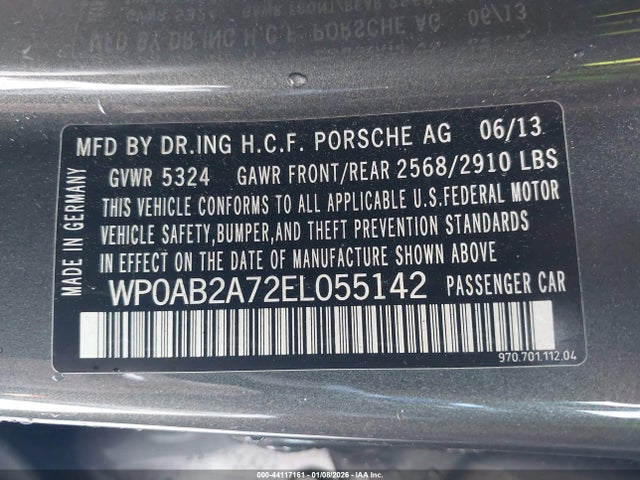 MFD BY DR.ING H.C.F. PORSCHE AG 06/13
GVWR 5324 GAWR FRONT/REAR 2568/2910 LBS
THIS VEHICLE CONFORMS TO ALL APPLICABLE U.S.FEDERAL MOTOR
VEHICLE SAFETY,BUMPER,AND THEFT PREVENTION STANDARDS
IN EFFECT ON THE DATE OF MANUFACTURE SHOWN ABOVE
WP0AB2A72EL055142 PASSENGER CAR
970.701.112.04
MADE IN GERMANY
000-44117161 - 01/08/2026 - IAA Inc.